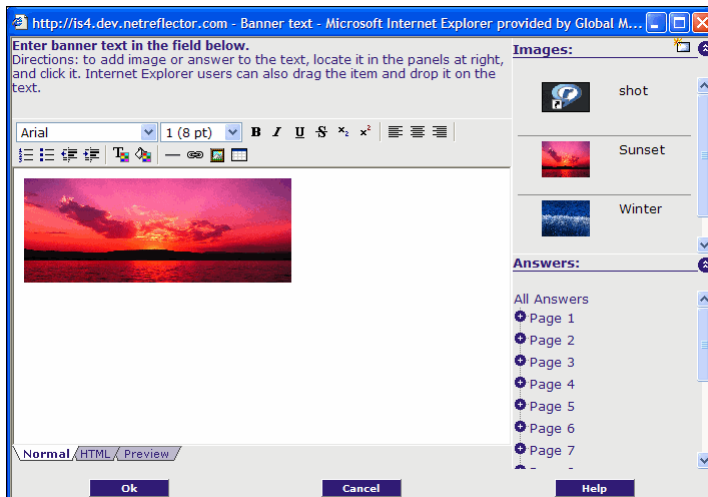 http://is4.dev.netreflector.com - Banner text - Microsoft Internet Explorer provided by Global M...
Enter banner text in the field below.
Directions: to add image or answer to the text, locate it in the panels at right,
and click it. Internet Explorer users can also drag the item and drop it on the
text.
Arial 1 (8 pt) B I U S x₂ x²
Normal HTML Preview
Images:
shot
Sunset
Winter
Answers:
All Answers
Page 1
Page 2
Page 3
Page 4
Page 5
Page 6
Page 7
Ok Cancel Help